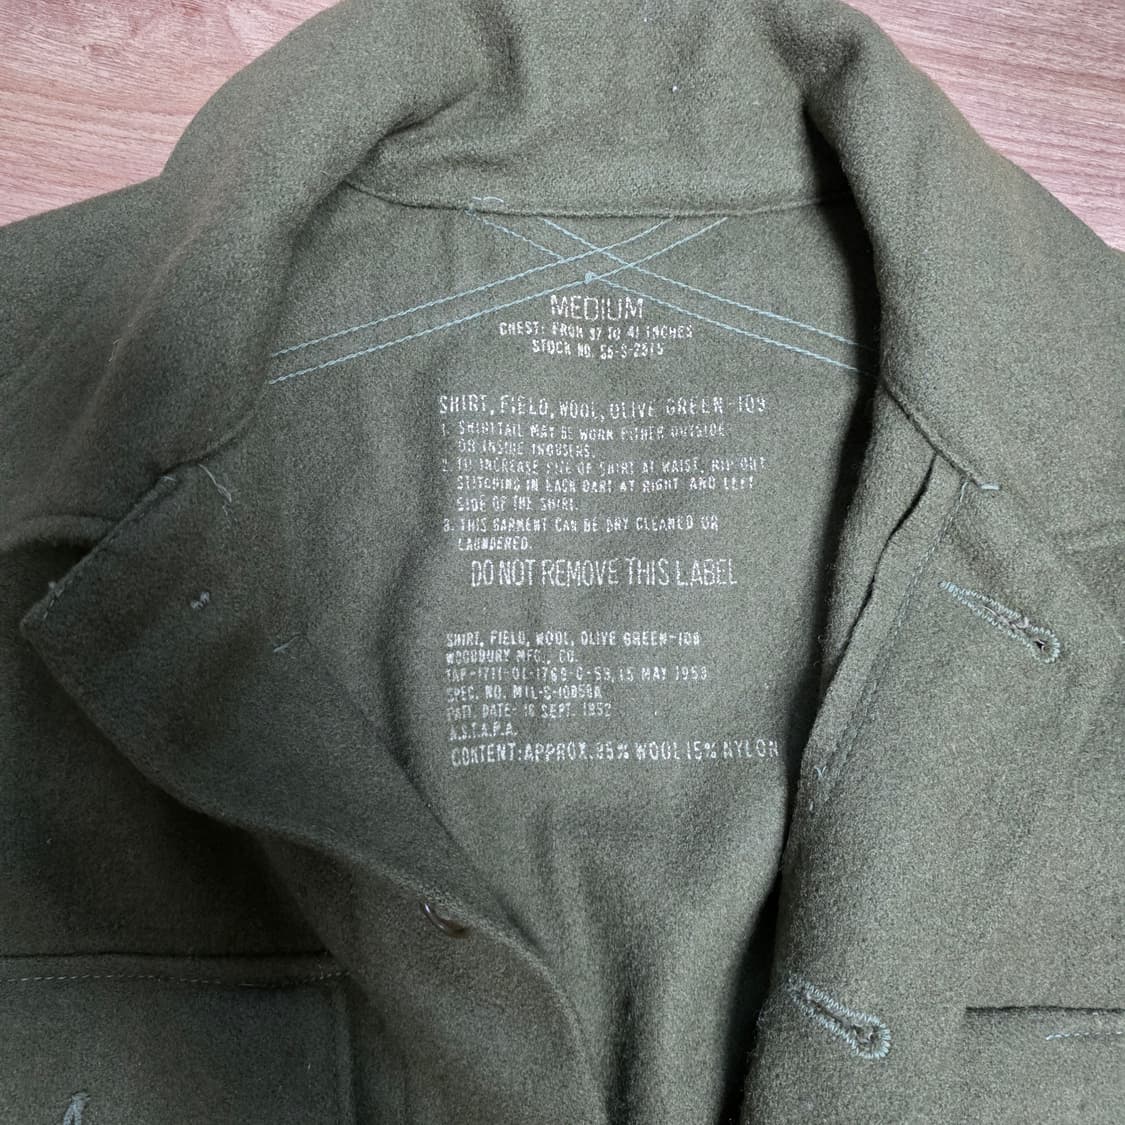 MEDIUM
CHEST: FROM 37 TO 41 INCHES
STOCK NO. 55-S-2515
SHIRT, FIELD, WOOL, OLIVE GREEN-109
1. SHIRTTAIL MAY BE WORN EITHER OUTSIDE
OR INSIDE TROUSERS.
2. TO INCREASE SIZE OF SHIRT AT WAIST, RIP OUT
STITCHING IN EACH DART AT RIGHT AND LEFT
SIDE OF THE SHIRT.
3. THIS GARMENT CAN BE DRY CLEANED OR
LAUNDERED.
DO NOT REMOVE THIS LABEL
SHIRT, FIELD, WOOL, OLIVE GREEN-108
WOODBURY MFG., CO.
15 MAY 1953
SPEC. NO. MIL-S-10858A
PATT. DATE- 18 SEPT. 1952
A.S.T.A.P.A.
CONTENT: APPROX. 85% WOOL 15% NYLON